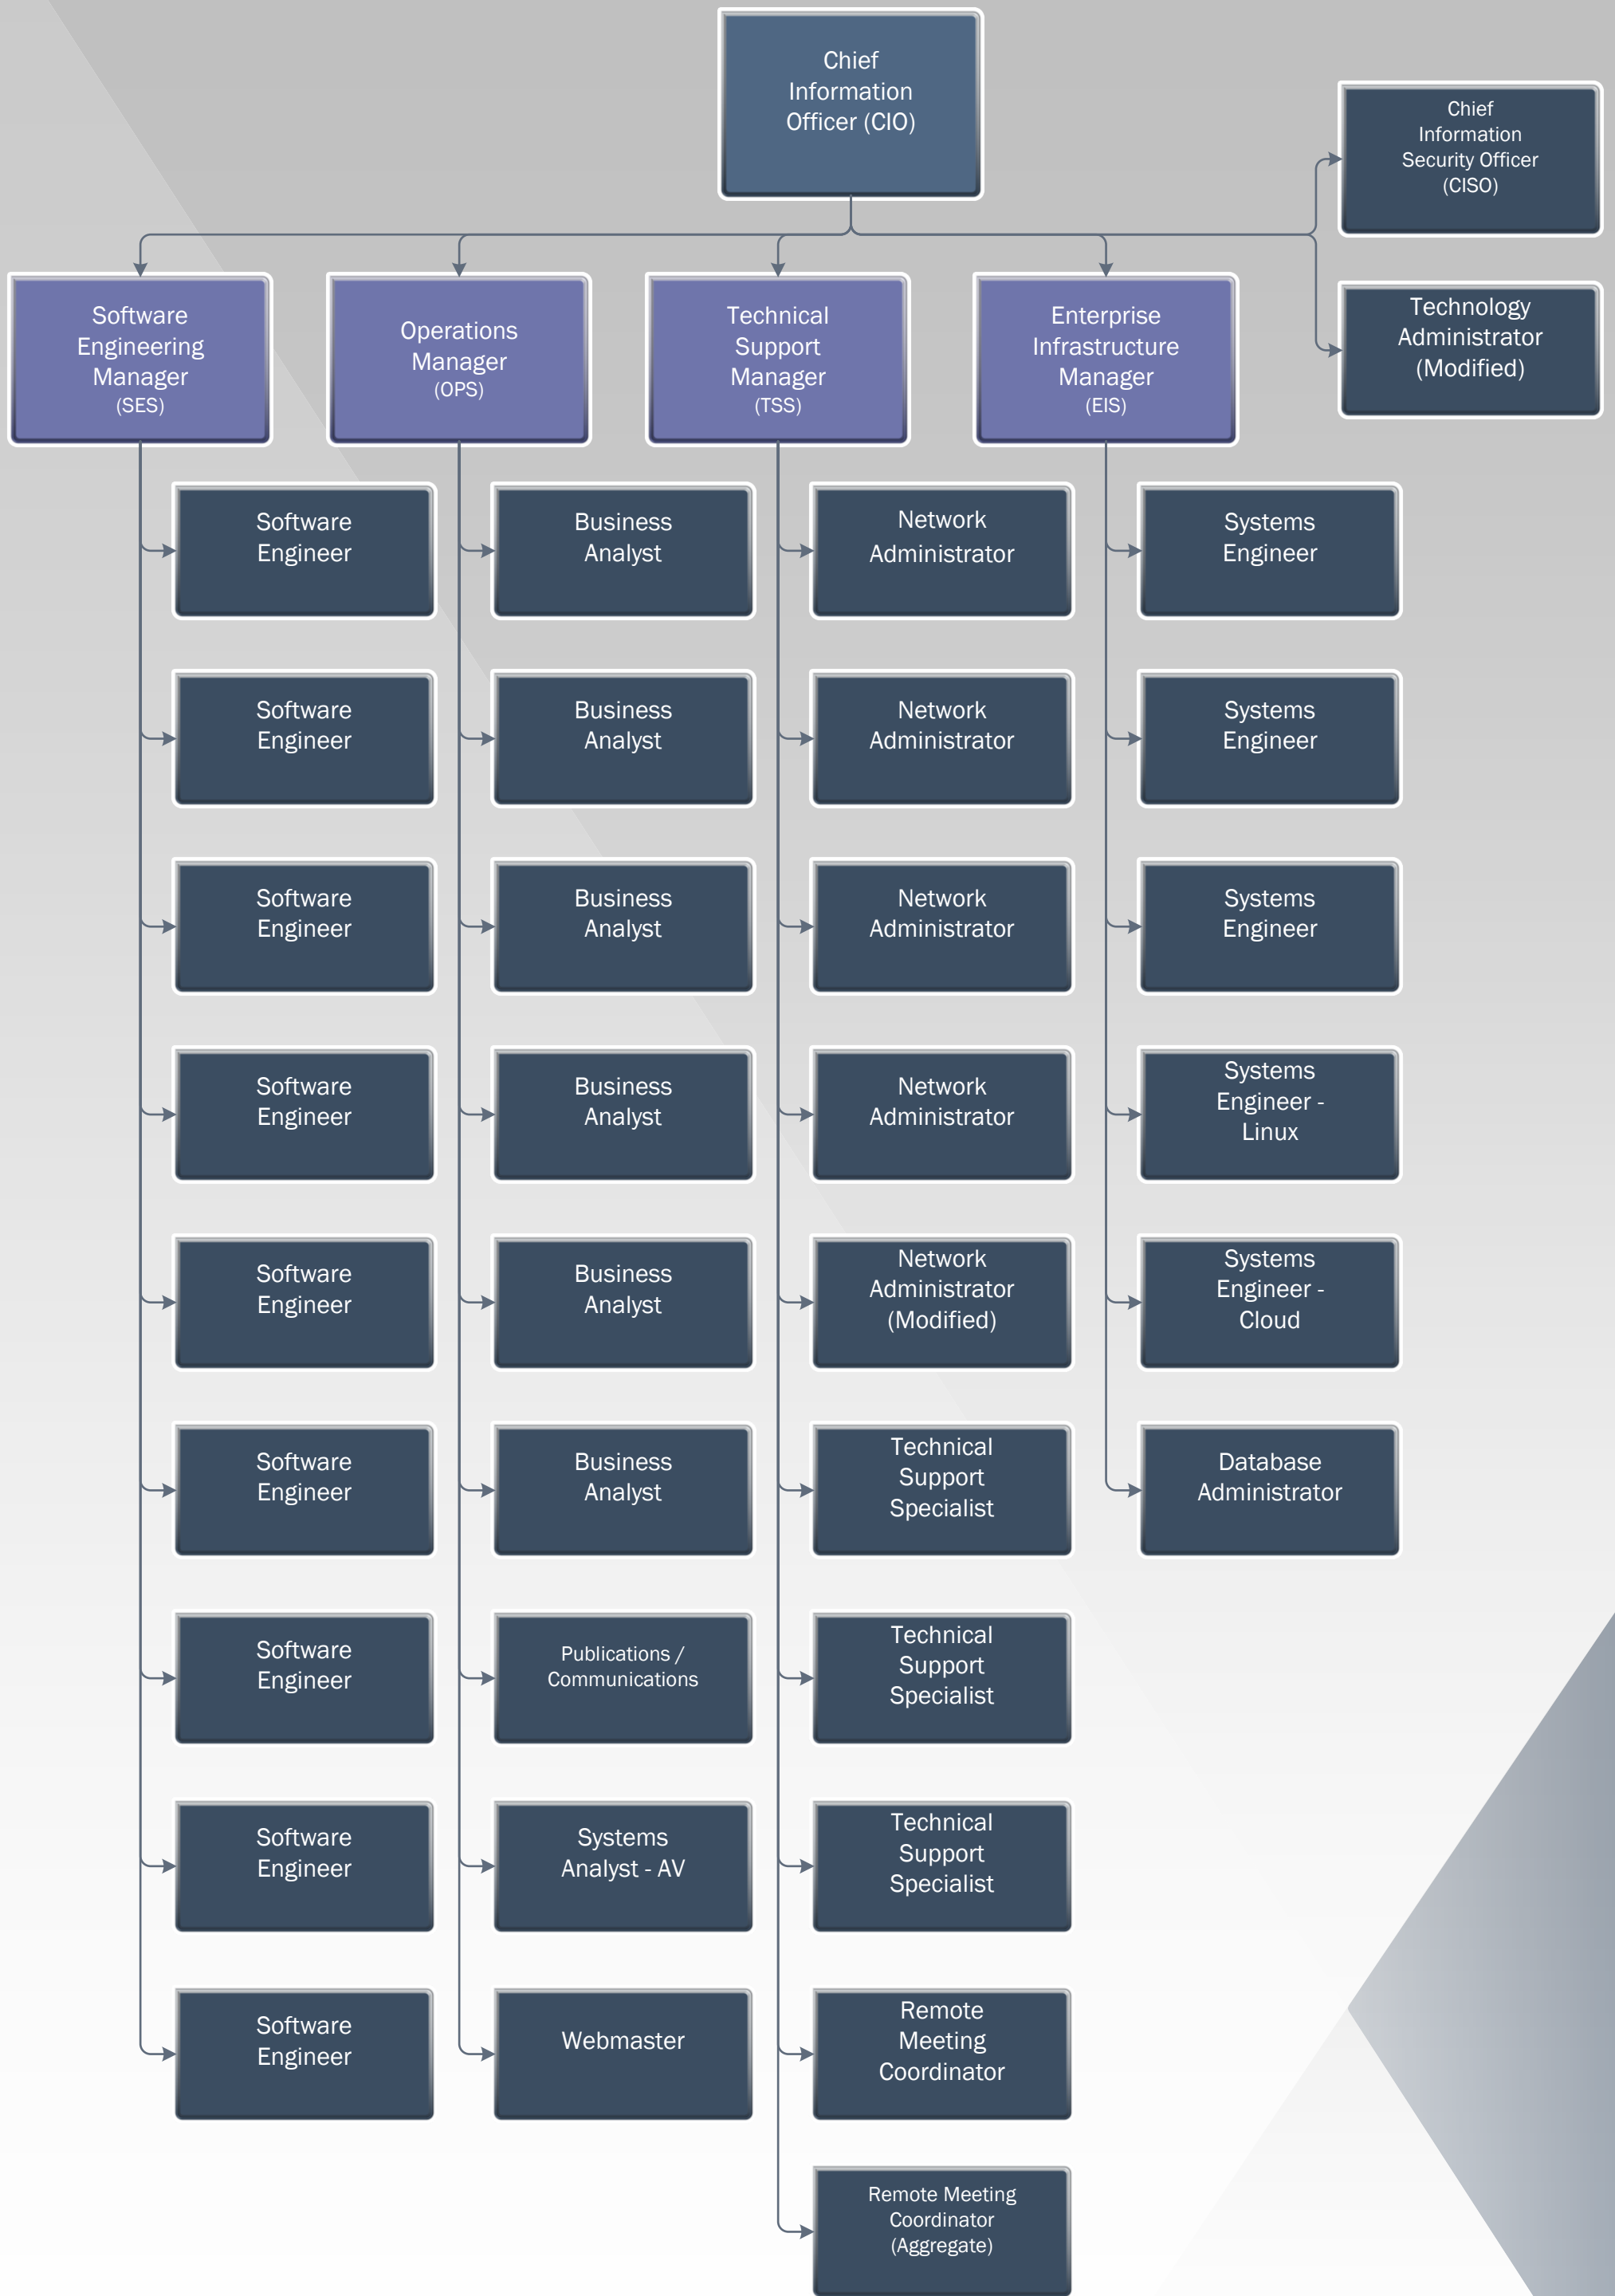 Chief
Information
Officer (CIO)
Chief
Information
Security Officer
(CISO)
Technology
Administrator
(Modified)
Software
Engineering
Manager
(SES)
Operations
Manager
(OPS)
Technical
Support
Manager
(TSS)
Enterprise
Infrastructure
Manager
(EIS)
Software
Engineer
Business
Analyst
Network
Administrator
Systems
Engineer
Software
Engineer
Business
Analyst
Network
Administrator
Systems
Engineer
Software
Engineer
Business
Analyst
Network
Administrator
Systems
Engineer
Software
Engineer
Business
Analyst
Network
Administrator
Systems
Engineer -
Linux
Software
Engineer
Business
Analyst
Network
Administrator
(Modified)
Systems
Engineer -
Cloud
Software
Engineer
Business
Analyst
Technical
Support
Specialist
Database
Administrator
Software
Engineer
Publications /
Communications
Technical
Support
Specialist
Software
Engineer
Systems
Analyst - AV
Technical
Support
Specialist
Software
Engineer
Webmaster
Remote
Meeting
Coordinator
Remote Meeting
Coordinator
(Aggregate)